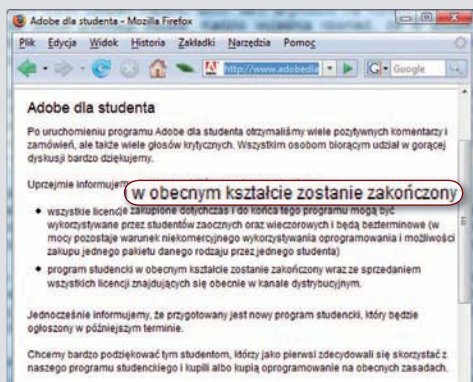 Adobe dla studenta - Mozilla Firefox
Plik Edycja Widok Historia Zakładki Narzędzia Pomoc
http://www.adobedla Google
Adobe dla studenta
Po uruchomieniu programu Adobe dla studenta otrzymaliśmy wiele pozytywnych komentarzy i
zamówień, ale także wiele głosów krytycznych. Wszystkim osobom biorącym udział w gorącej
dyskusji bardzo dziękujemy.
Uprzejmie informujem
w obecnym kształcie zostanie zakończony
wszystkie licencje zakupione dotychczas i do końca tego programu mogą być
wykorzystywane przez studentów zaocznych oraz wieczorowych i będą bezterminowe (w
mocy pozostaje warunek niekomercyjnego wykorzystywania oprogramowania i możliwości
zakupu jednego pakietu danego rodzaju przez jednego studenta)
program studencki w obecnym kształcie zostanie zakończony wraz ze sprzedaniem
wszystkich licencji znajdujących się obecnie w kanale dystrybucyjnym.
Jednocześnie informujemy, że przygotowany jest nowy program studencki, który będzie
ogłoszony w późniejszym terminie.
Chcemy bardzo podziękować tym studentom, którzy jako pierwsi zdecydowali się skorzystać z
naszego programu studenckiego i kupili albo kupią oprogramowanie na obecnych zasadach.